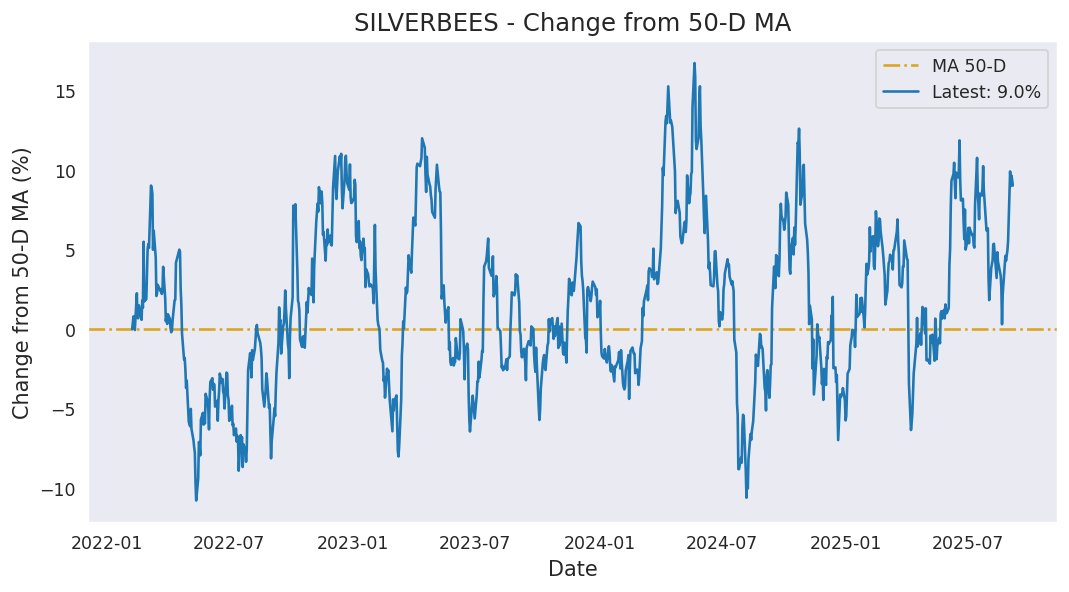 SILVERBEES - Change from 50-D MA
MA 50-D
Latest: 9.0%
Change from 50-D MA (%)
15
10
5
0
−5
−10
2022-01 2022-07 2023-01 2023-07 2024-01 2024-07 2025-01 2025-07
Date